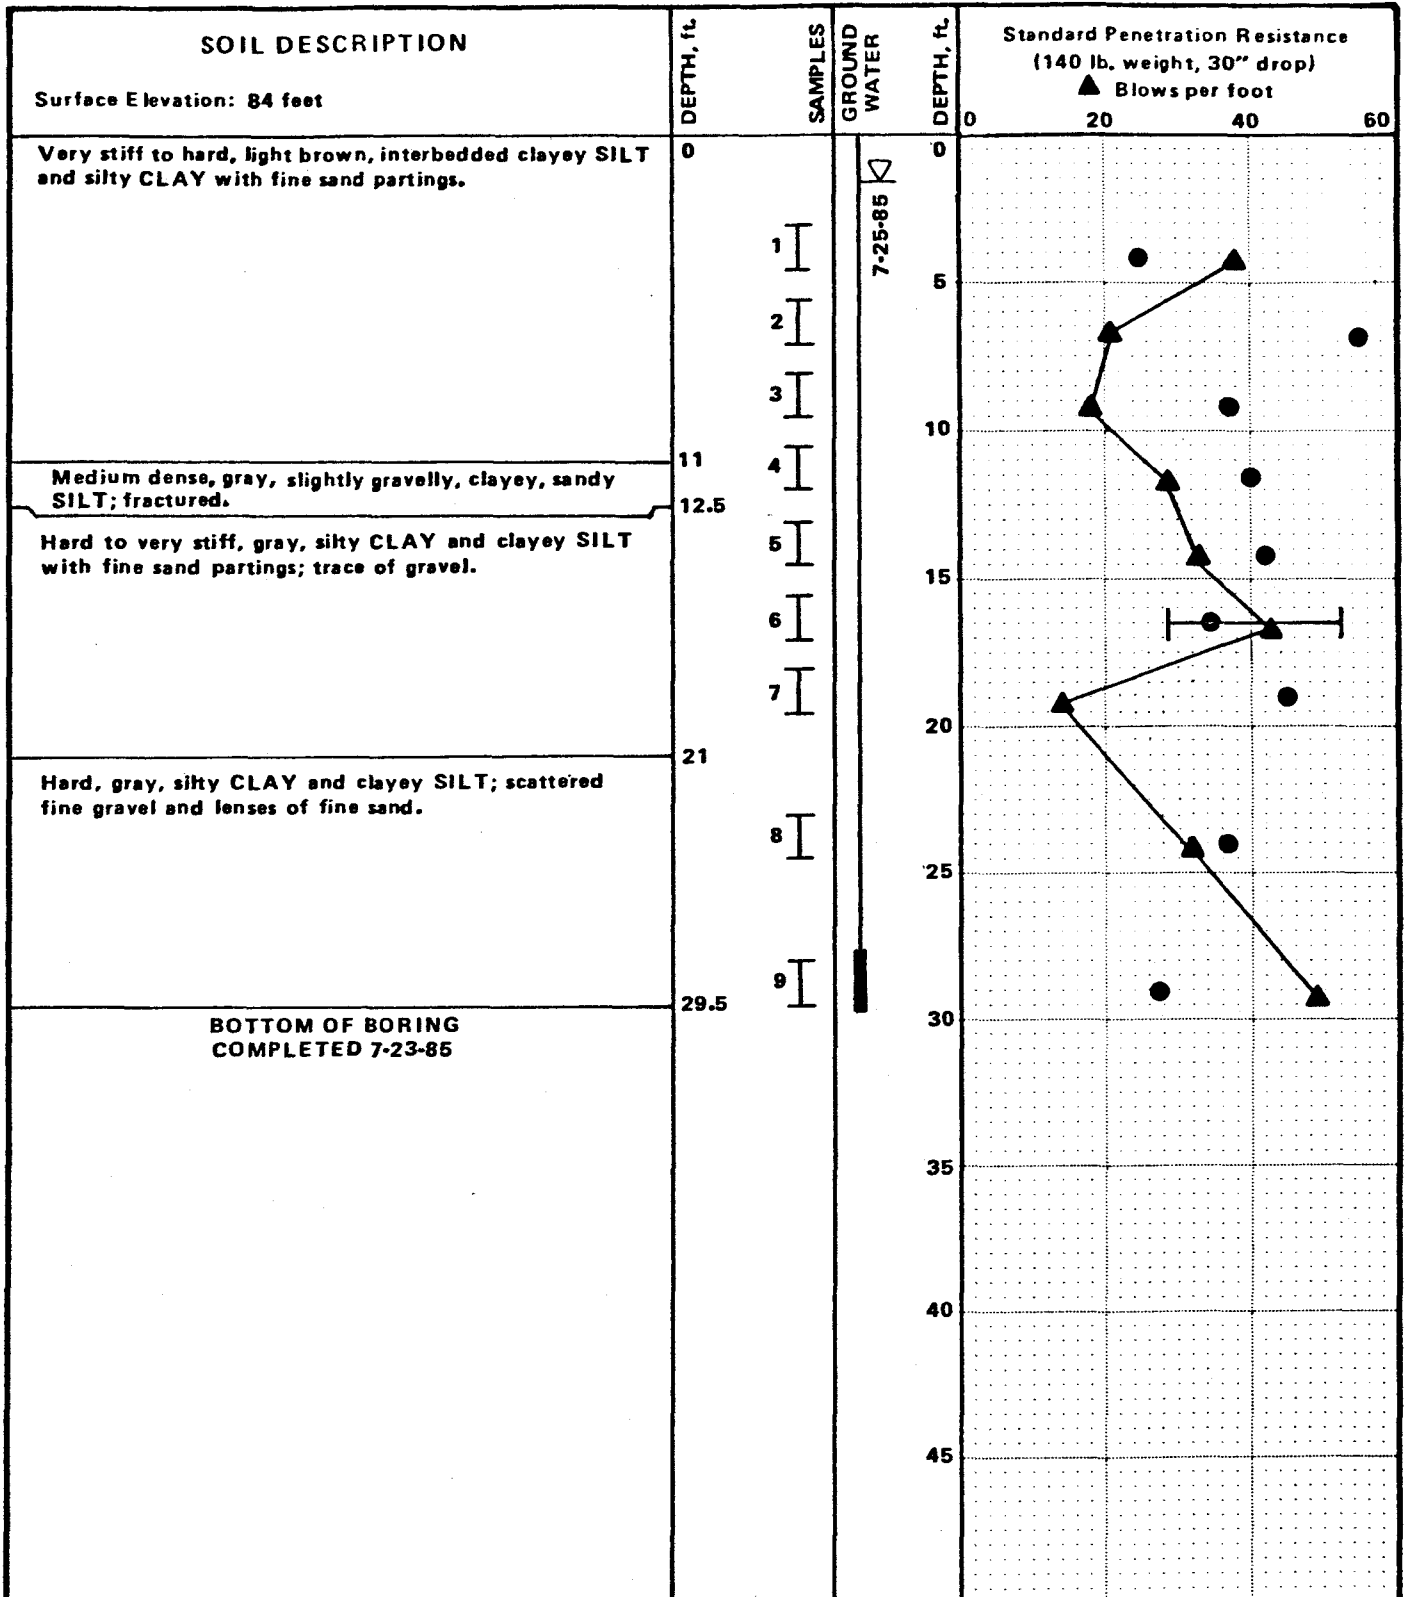 SOIL DESCRIPTION
Surface Elevation: 84 feet
DEPTH, ft.
SAMPLES
GROUND
WATER
DEPTH, ft.
Standard Penetration Resistance
(140 lb. weight, 30" drop)
▲ Blows per foot
0 20 40 60
Very stiff to hard, light brown, interbedded clayey SILT
and silty CLAY with fine sand partings.
0
7-25-85
0
1
5
2
3
10
11
4
Medium dense, gray, slightly gravelly, clayey, sandy
SILT; fractured.
12.5
Hard to very stiff, gray, silty CLAY and clayey SILT
with fine sand partings; trace of gravel.
5
15
6
7
20
21
Hard, gray, silty CLAY and clayey SILT; scattered
fine gravel and lenses of fine sand.
8
25
9
29.5
30
BOTTOM OF BORING
COMPLETED 7-23-85
35
40
45